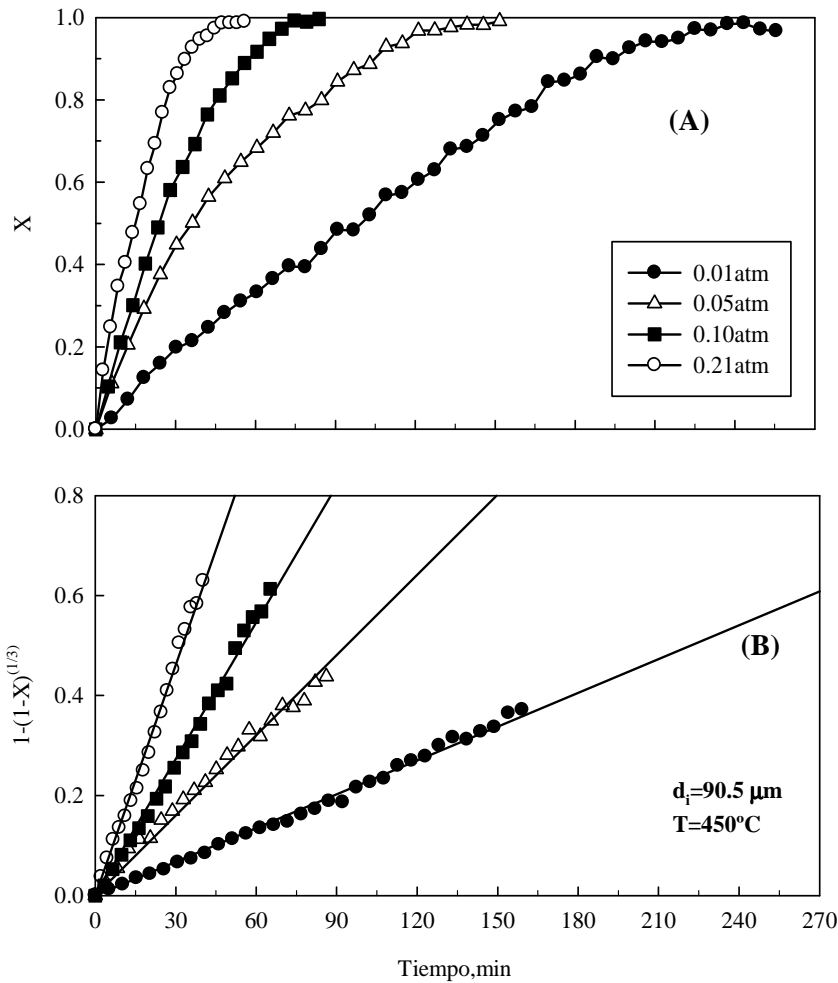 1.0
0.8
0.6
0.4
0.2
0.0
X
(A)
0.01atm
0.05atm
0.10atm
0.21atm
0.8
0.6
0.4
0.2
0.0
1-(1-X)^(1/3)
(B)
d_i=90.5 μm
T=450ºC
0 30 60 90 120 150 180 210 240 270
Tiempo,min